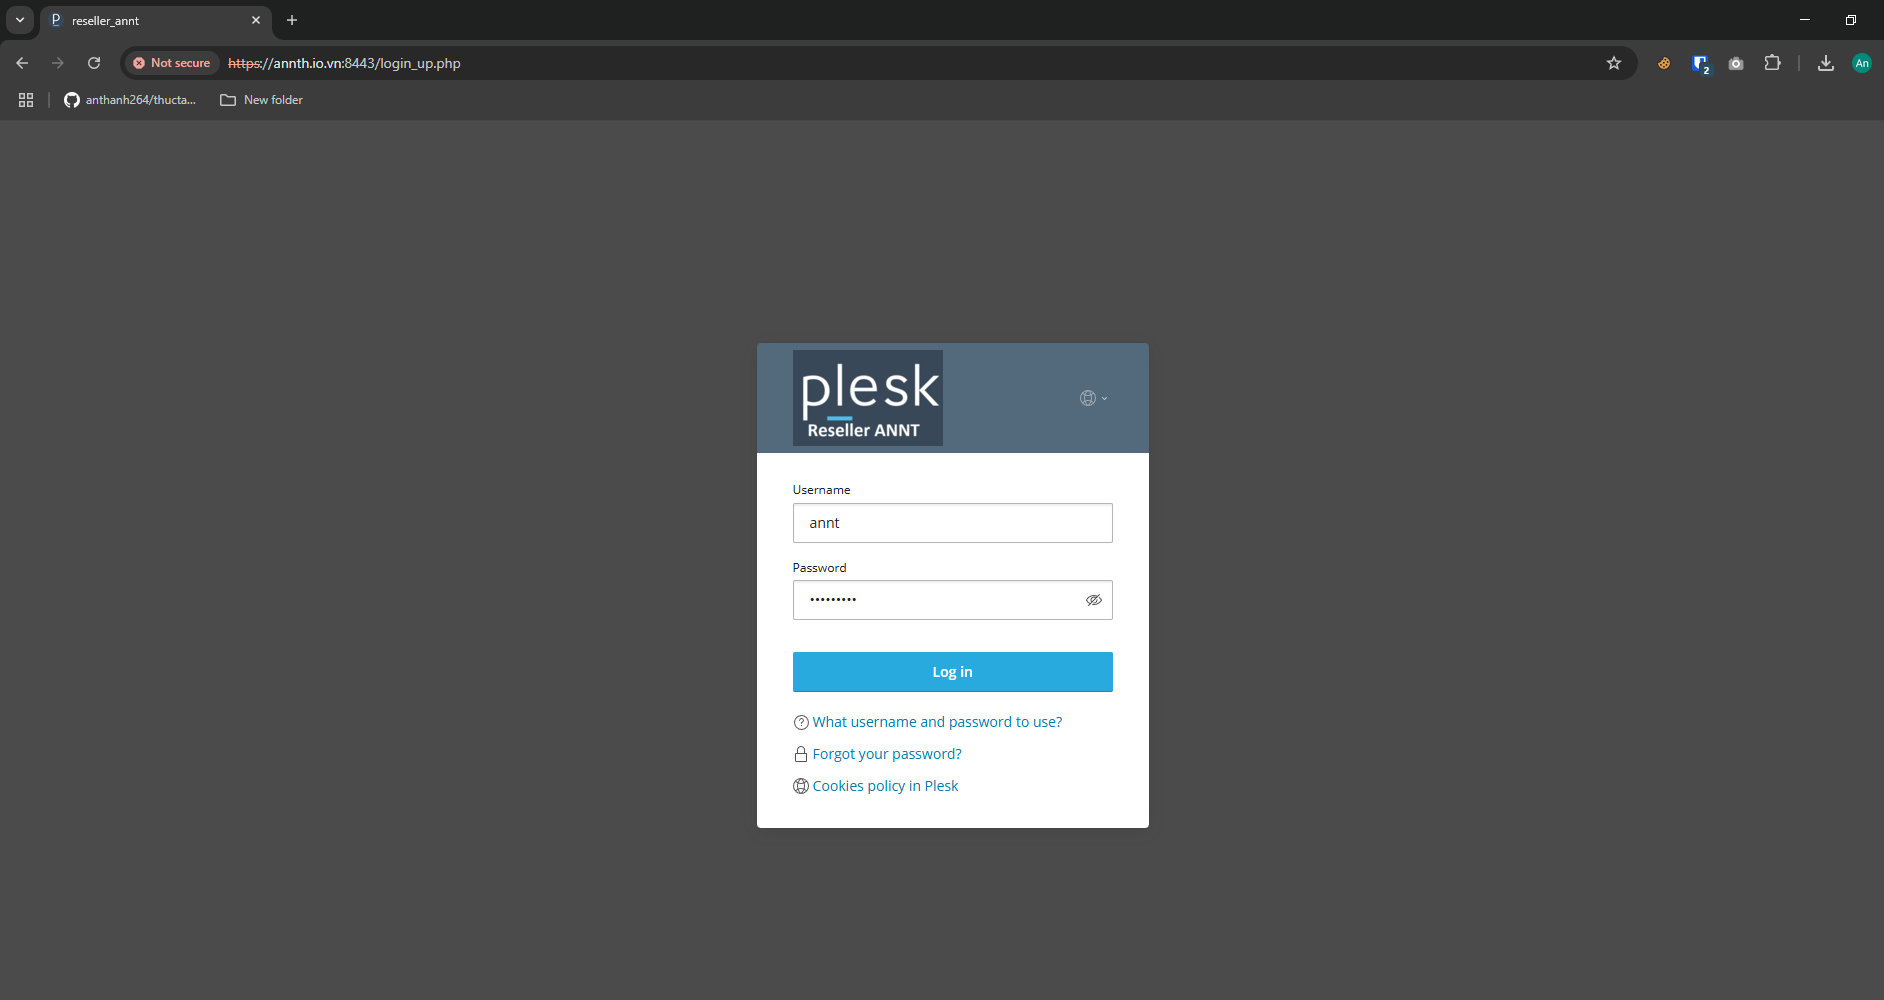 reseller_annt
Not secure
https://annth.io.vn:8443/login_up.php
2
An
anthanh264/thucta...
New folder
plesk
Reseller ANNT
Username
annt
Password
•••••••••
Log in
What username and password to use?
Forgot your password?
Cookies policy in Plesk